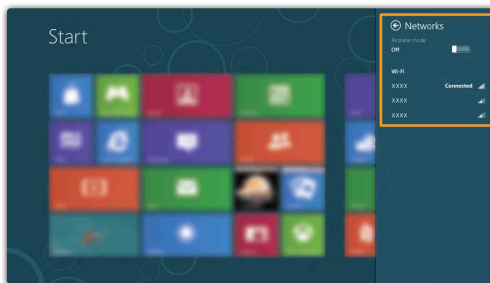 Start
Networks
Airplane mode
Off
Wi-Fi
XXXX Connected
XXXX
XXXX